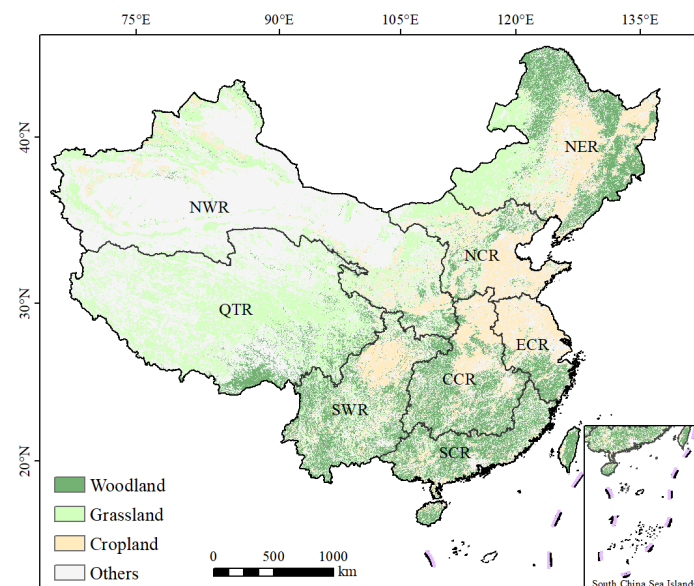 75°E 90°E 105°E 120°E 135°E
40°N
30°N
20°N
NER
NWR
NCR
QTR
ECR
CCR
SWR
SCR
Woodland
Grassland
Cropland
Others
0 500 1000
km
South China Sea Island